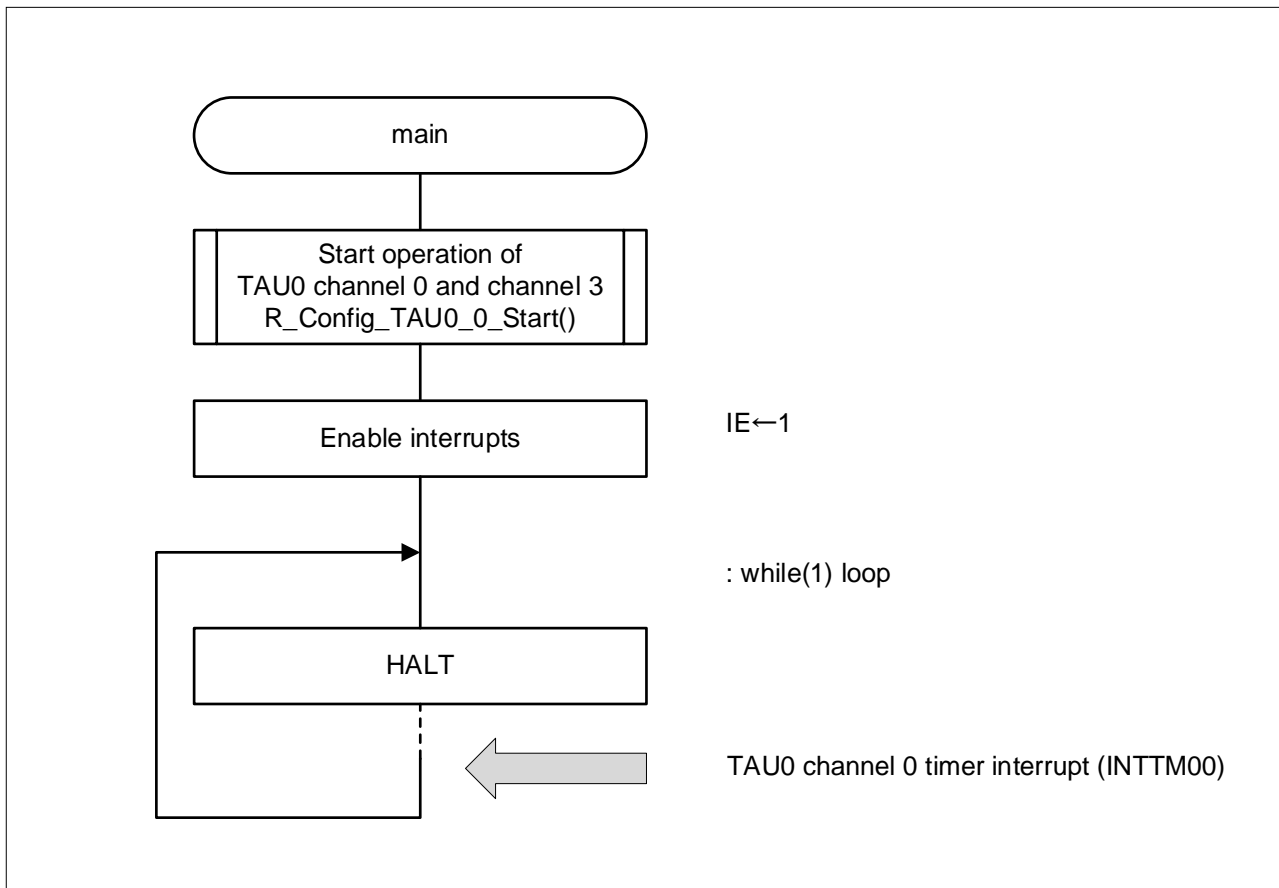 main
Start operation of
TAU0 channel 0 and channel 3
R_Config_TAU0_0_Start()
Enable interrupts
IE←1
: while(1) loop
HALT
TAU0 channel 0 timer interrupt (INTTM00)